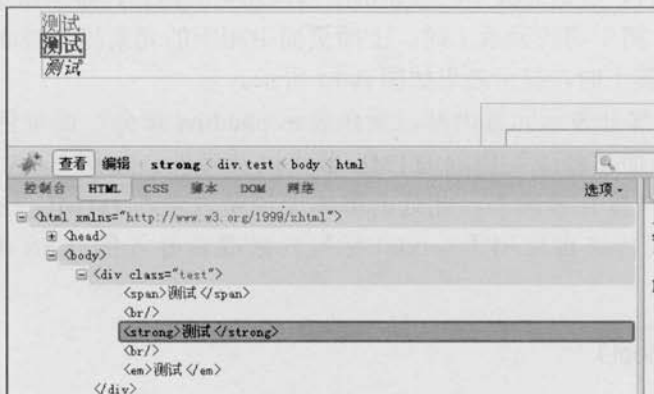 测试
测试
测试
查看 编辑 strong < div.test < body < html
控制台 HTML CSS 脚本 DOM 网络 选项
<html xmlns="http://www.w3.org/1999/xhtml">
<head>
<body>
<div class="test">
<span>测试</span>
<br/>
<strong>测试</strong>
<br/>
<em>测试</em>
</div>